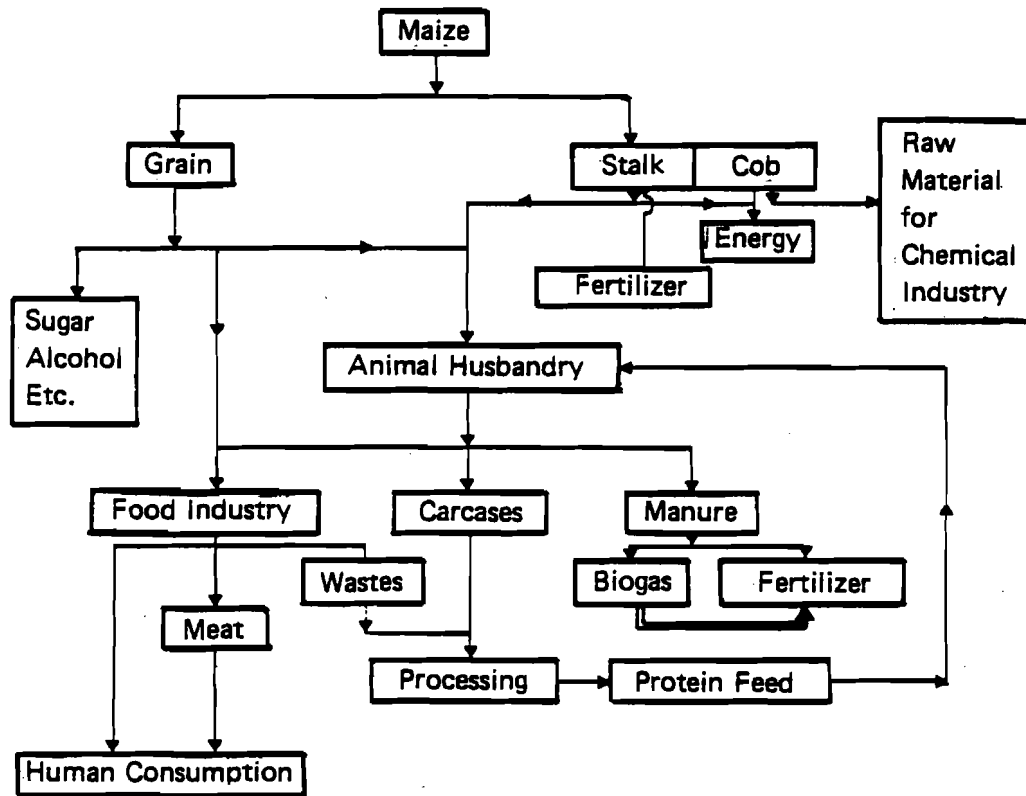 Maize
Grain
Stalk
Cob
Raw
Material
for
Chemical
Industry
Energy
Fertilizer
Sugar
Alcohol
Etc.
Animal Husbandry
Food Industry
Carcases
Manure
Wastes
Biogas
Fertilizer
Meat
Processing
Protein Feed
Human Consumption